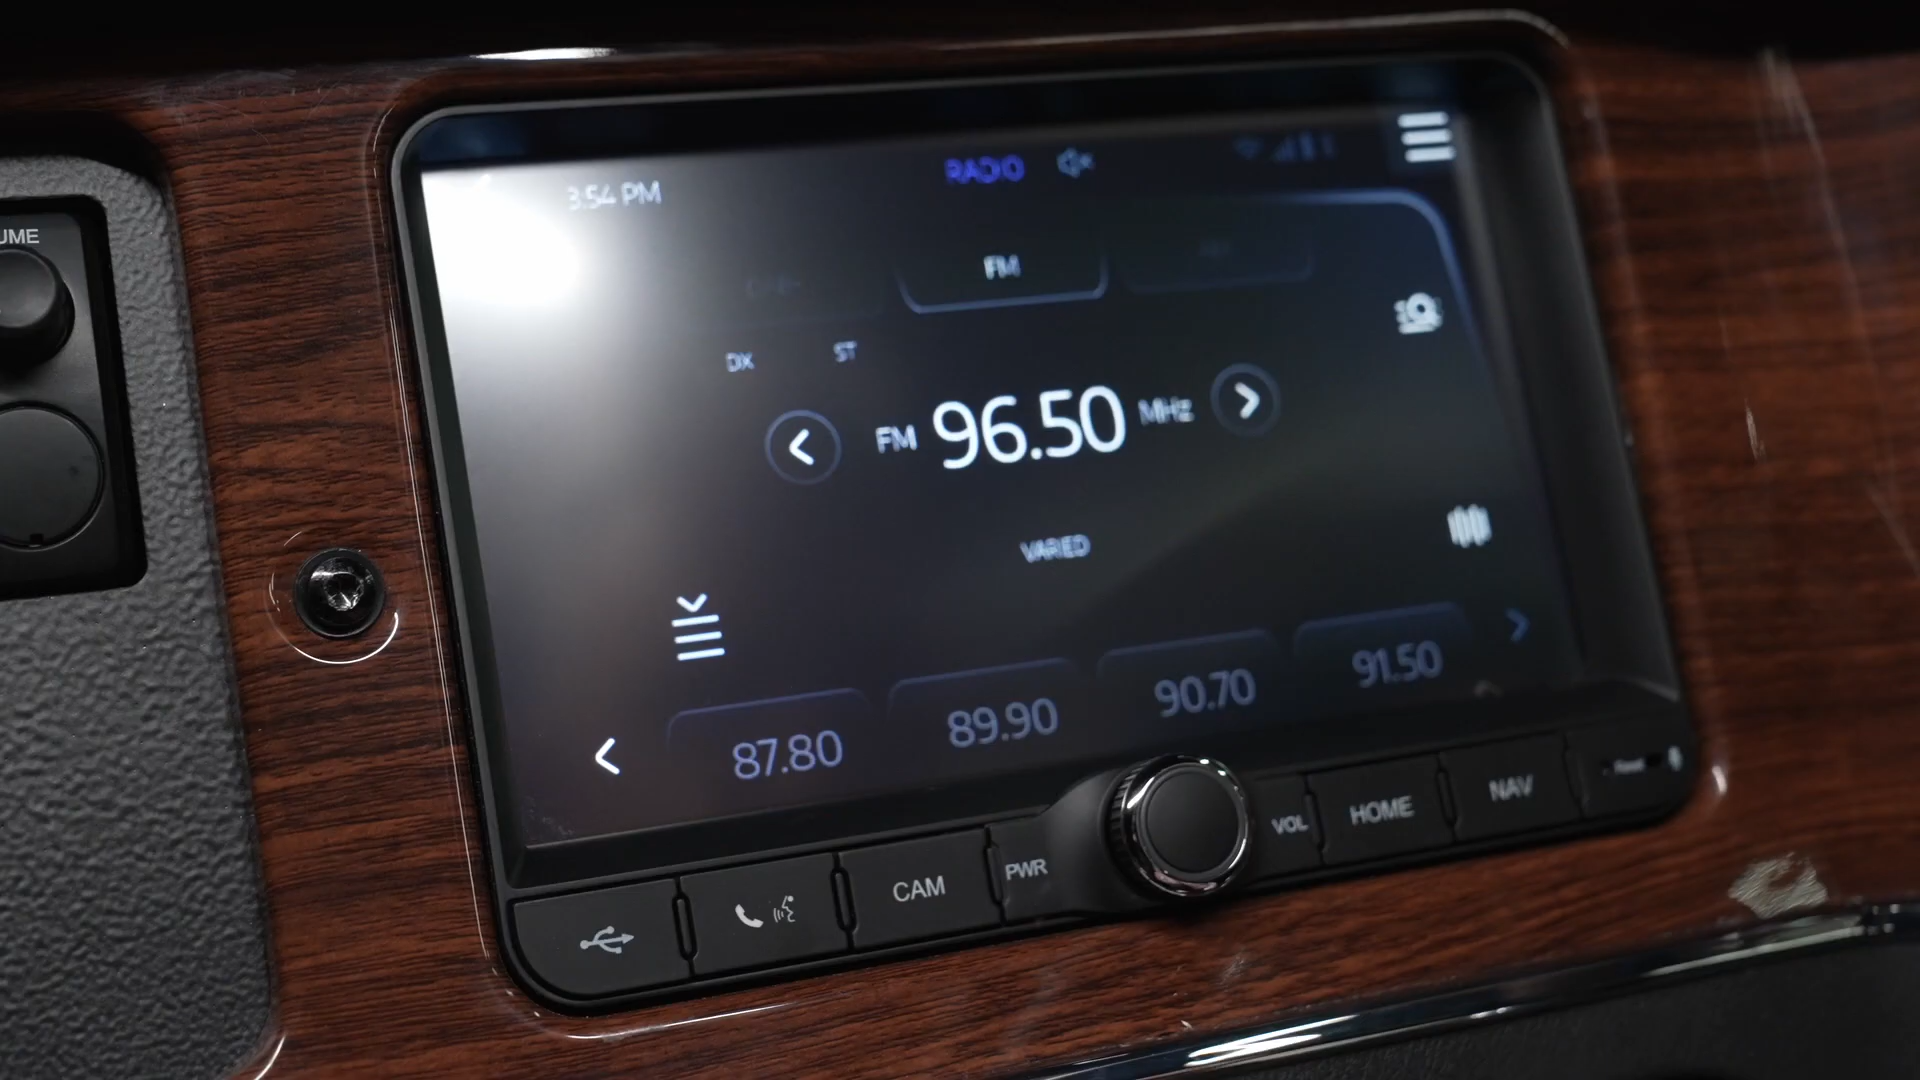 UME
3:54 PM
RADIO
FM
DX
ST
FM 96.50 MHz
VARIED
87.80
89.90
90.70
91.50
CAM
PWR
VOL
HOME
NAV